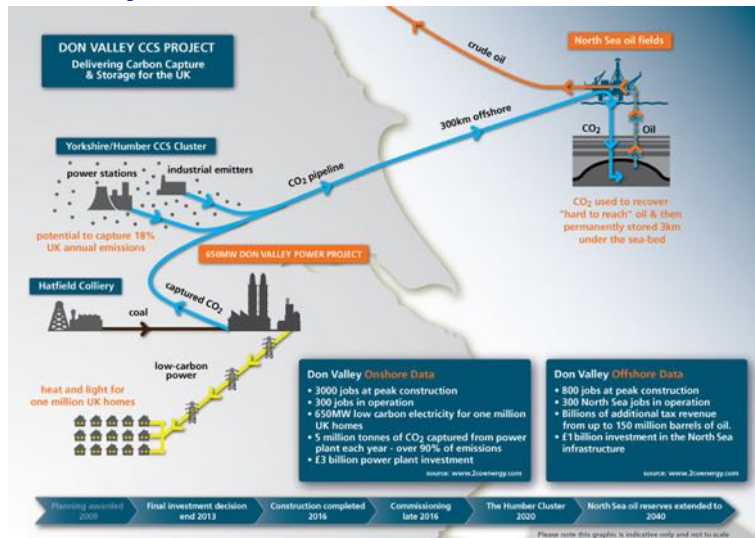 DON VALLEY CCS PROJECT
Delivering Carbon Capture
& Storage for the UK
crude oil
North Sea oil fields
300km offshore
CO2
Oil
Yorkshire/Humber CCS Cluster
power stations
industrial emitters
CO2 pipeline
potential to capture 18%
UK annual emissions
CO2 used to recover
"hard to reach" oil & then
permanently stored 3km
under the sea-bed
650MW DON VALLEY POWER PROJECT
Hatfield Colliery
captured CO2
coal
low-carbon
power
heat and light for
one million UK homes
Don Valley Onshore Data
• 3000 jobs at peak construction
• 300 jobs in operation
• 650MW low carbon electricity for one million
UK homes
• 5 million tonnes of CO2 captured from power
plant each year - over 90% of emissions
• £3 billion power plant investment
source: www.2coenergy.com
Don Valley Offshore Data
• 800 jobs at peak construction
• 300 North Sea jobs in operation
• Billions of additional tax revenue
from up to 150 million barrels of oil.
• £1billion investment in the North Sea
infrastructure
source: www.2coenergy.com
Planning awarded
2009
Final investment decision
end 2013
Construction completed
2016
Commissioning
late 2016
The Humber Cluster
2020
North Sea oil reserves extended to
2040
Please note this graphic is indicative only and not to scale